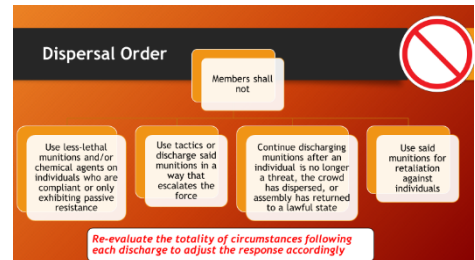 Dispersal Order
Members shall
not
Use less-lethal
munitions and/or
chemical agents on
individuals who are
compliant or only
exhibiting passive
resistance
Use tactics or
discharge said
munitions in a
way that
escalates the
force
Continue discharging
munitions after an
individual is no longer
a threat, the crowd
has dispersed, or
assembly has returned
to a lawful state
Use said
munitions for
retaliation
against
individuals
Re-evaluate the totality of circumstances following
each discharge to adjust the response accordingly